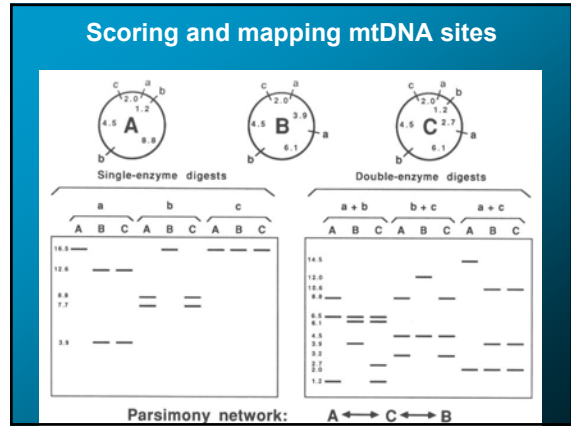 Scoring and mapping mtDNA sites
c a b
2.0
1.2
4.5 A
8.8
b
c a
2.0
3.9
4.5 B
a
6.1
b
c a b
2.0
1.2
4.5 C 2.7
a
6.1
b
Single-enzyme digests
Double-enzyme digests
a b c
A B C A B C A B C
16.5
12.6
8.8
7.7
3.9
a + b b + c a + c
A B C A B C A B C
14.5
12.0
10.6
8.8
6.5
6.1
4.5
3.9
3.2
2.7
2.0
1.2
Parsimony network: A ⟷ C ⟷ B